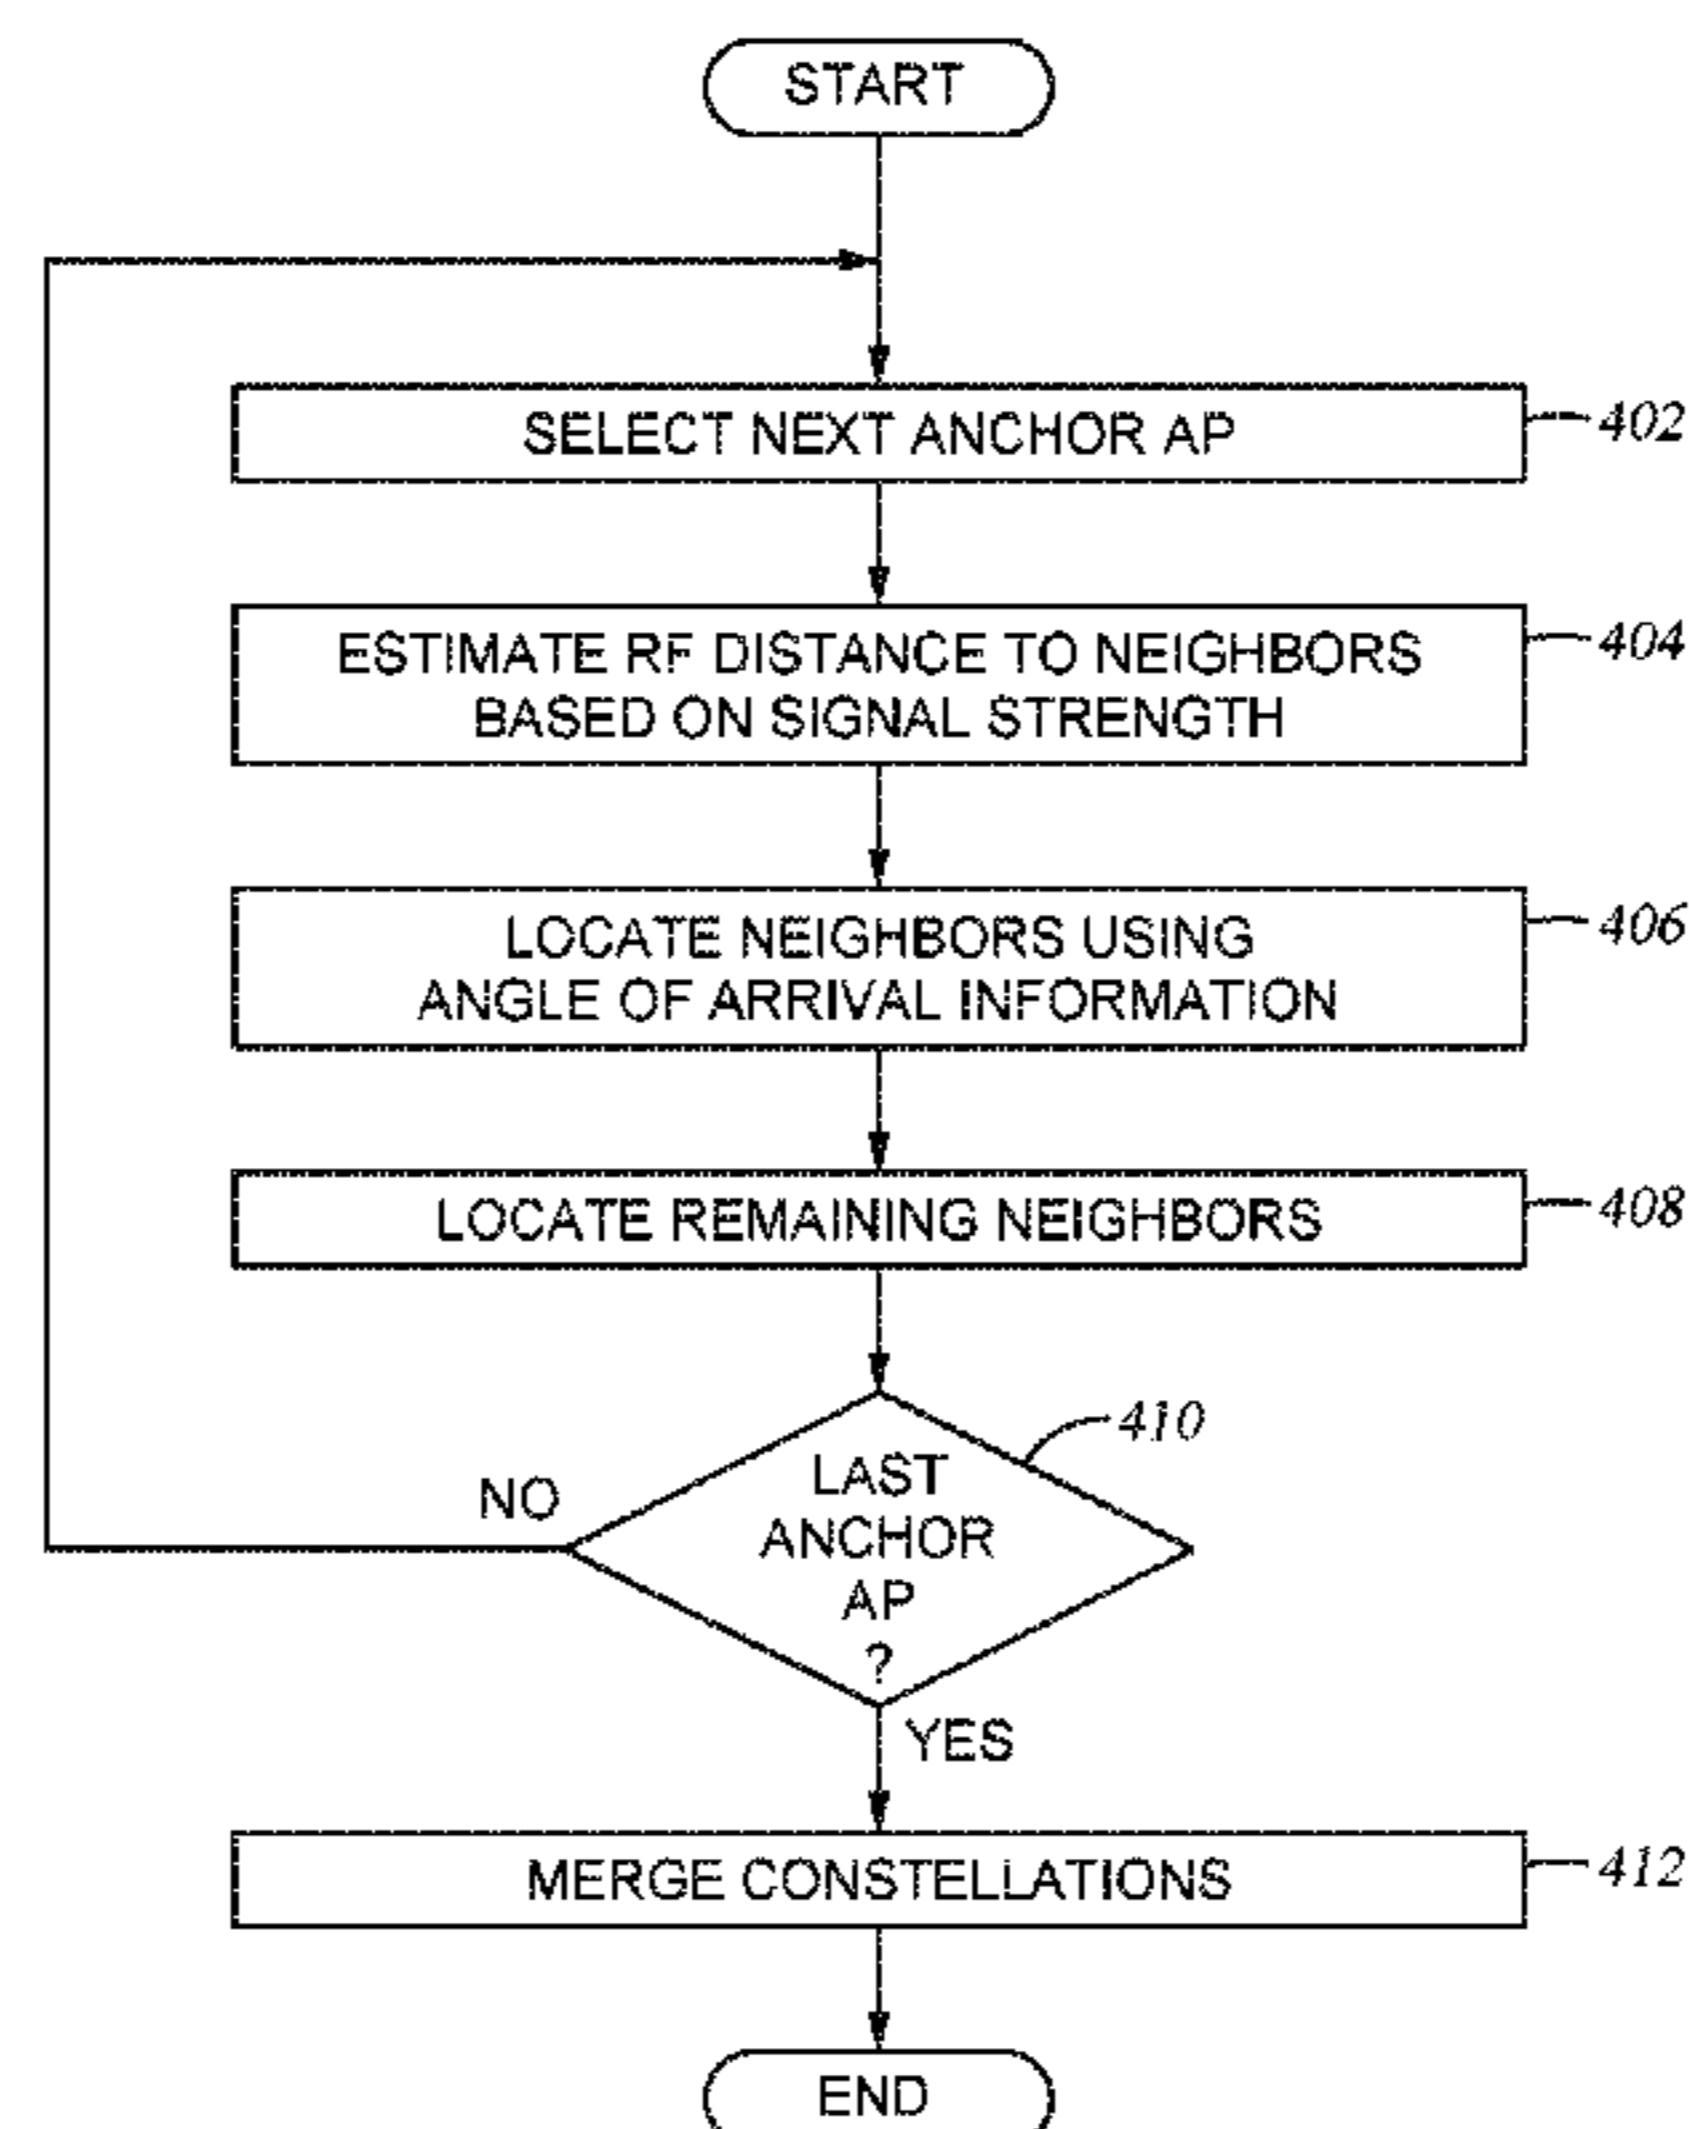 START
SELECT NEXT ANCHOR AP
402
ESTIMATE RF DISTANCE TO NEIGHBORS
BASED ON SIGNAL STRENGTH
404
LOCATE NEIGHBORS USING
ANGLE OF ARRIVAL INFORMATION
406
LOCATE REMAINING NEIGHBORS
408
410
LAST
ANCHOR
AP
?
NO
YES
MERGE CONSTELLATIONS
412
END